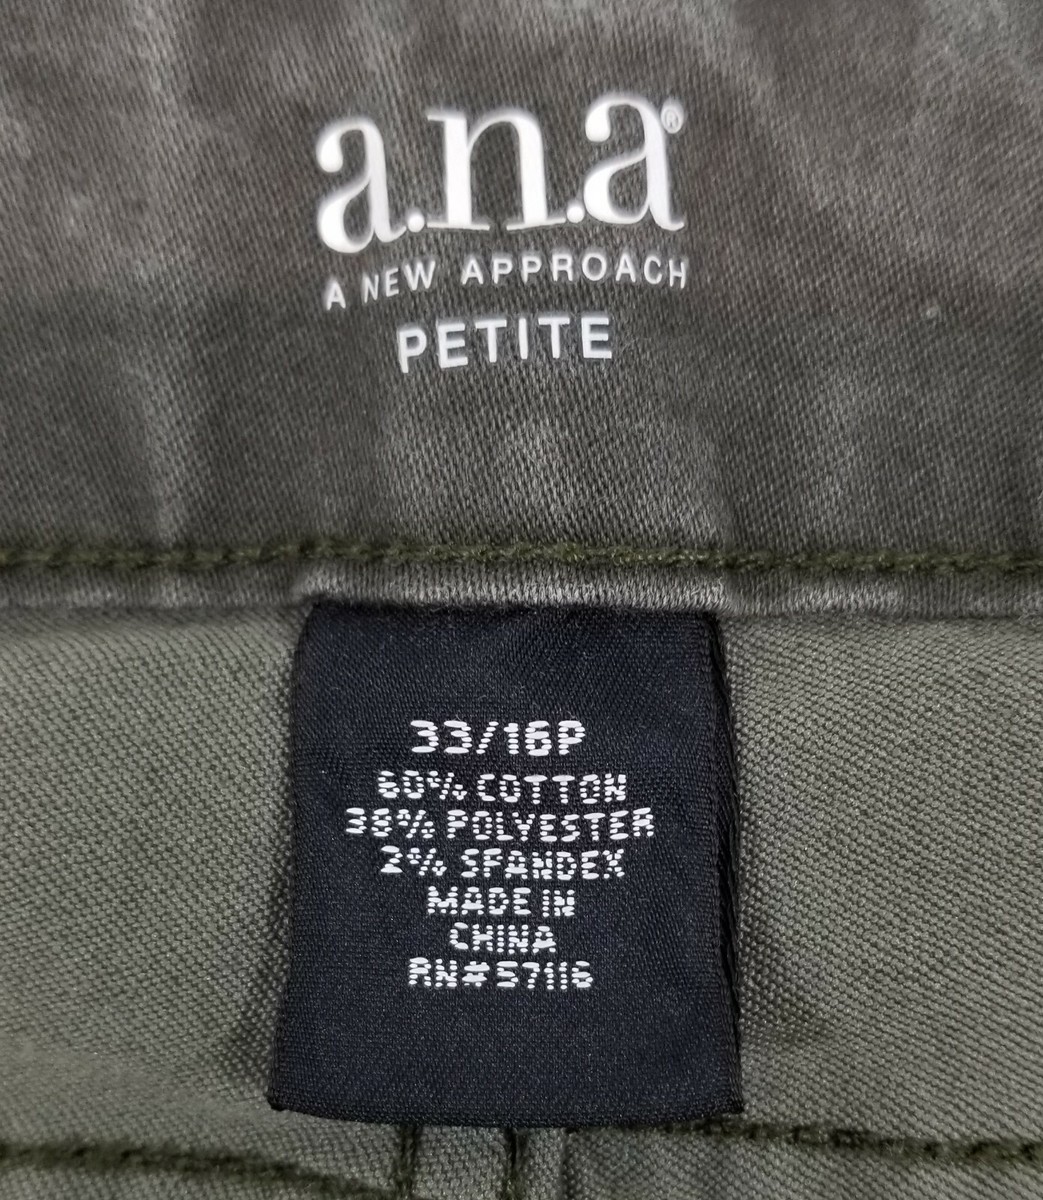 a.n.a®
A NEW APPROACH
PETITE
33/16P
60% COTTON
38% POLYESTER
2% SPANDEX
MADE IN
CHINA
RN#57116